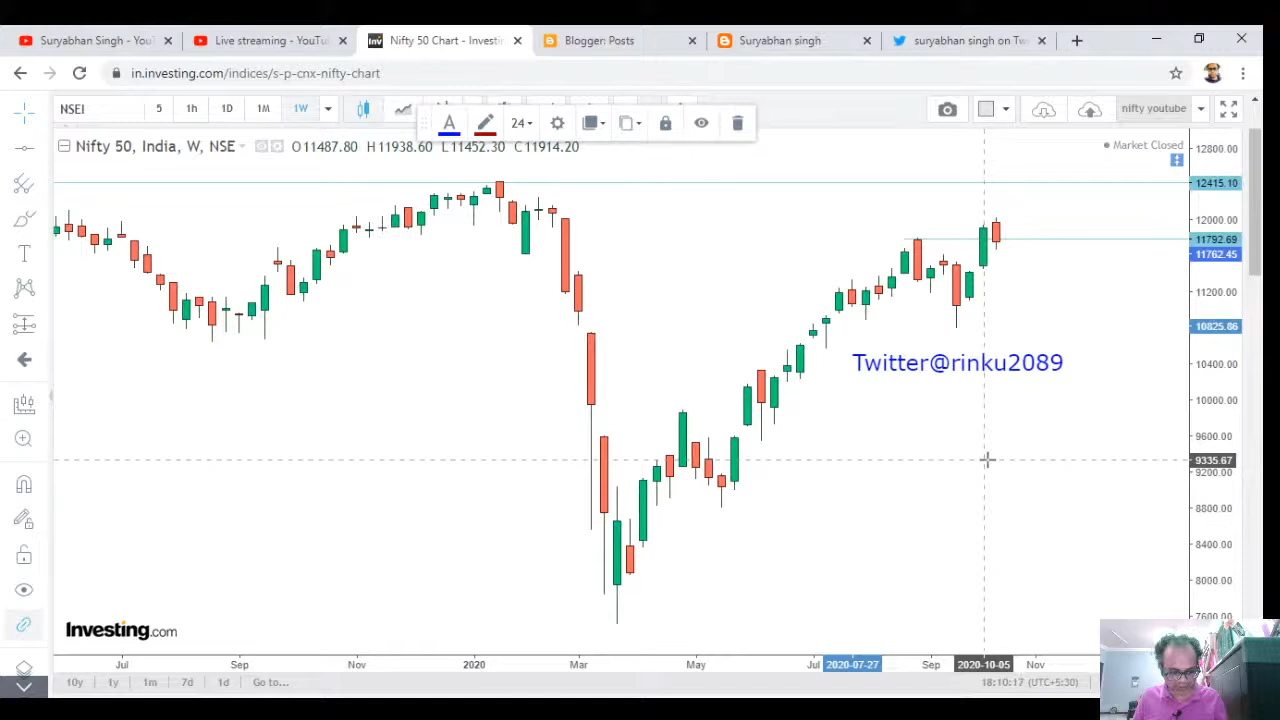 Suryabhan Singh - You
Live streaming - YouTu
Nifty 50 Chart - Investin
Blogger: Posts
Suryabhan singh
suryabhan singh on Tw
in.investing.com/indices/s-p-cnx-nifty-chart
NSEI 5 1h 1D 1M 1W
A 24
nifty youtube
Nifty 50, India, W, NSE O11487.80 H11938.60 L11452.30 C11914.20
Market Closed
12800.00
12415.10
12000.00
11792.69
11762.45
11200.00
10825.86
Twitter@rinku2089
10400.00
10000.00
9600.00
9335.67
9200.00
8800.00
8400.00
8000.00
7600.00
Investing.com
Jul Sep Nov 2020 Mar May Jul 2020-07-27 Sep 2020-10-05 Nov
10y 1y 1m 7d 1d Go to... 18:10:17 (UTC+5:30)